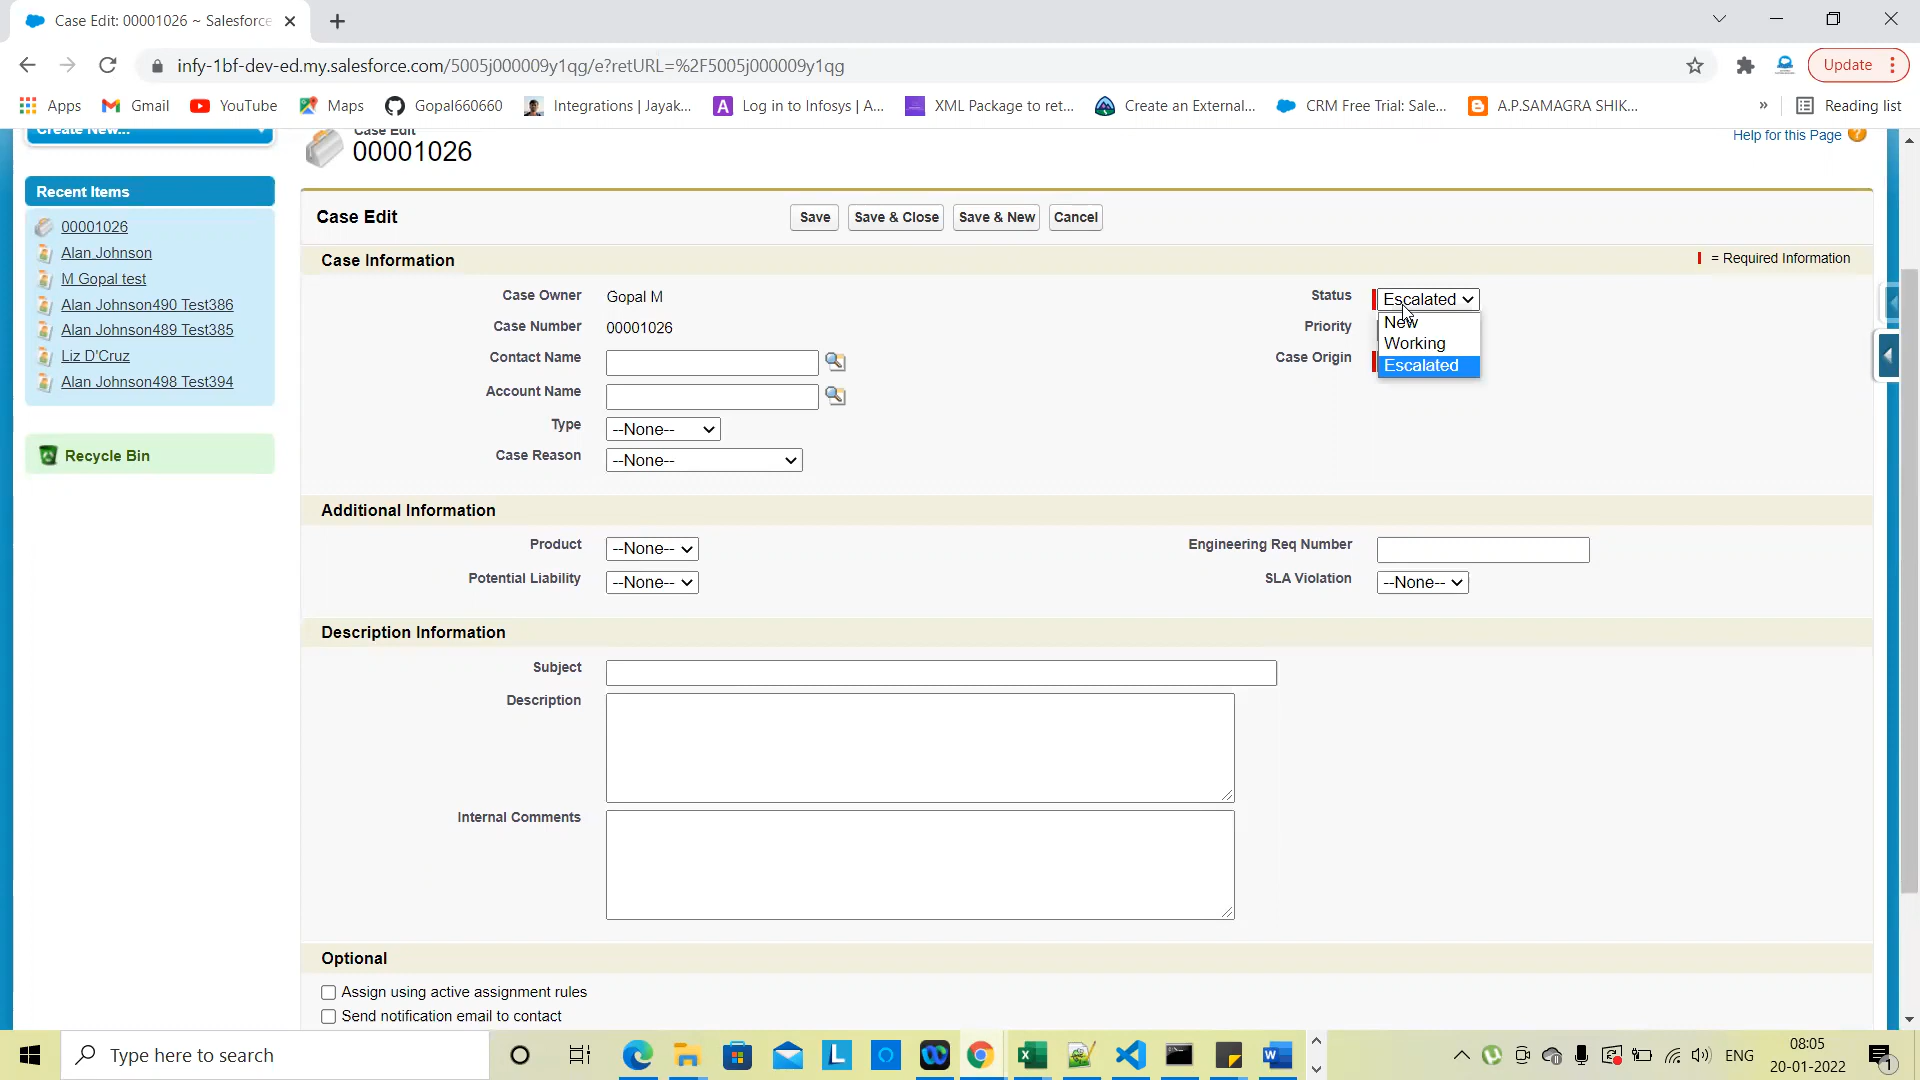 Case Edit: 00001026 ~ Salesforce
infy-1bf-dev-ed.my.salesforce.com/5005j000009y1qg/e?retURL=%2F5005j000009y1qg
Update
Apps
Gmail
YouTube
Maps
Gopal660660
Integrations | Jayak...
Log in to Infosys | A...
XML Package to ret...
Create an External...
CRM Free Trial: Sale...
A.P.SAMAGRA SHIK...
»
Reading list
Create New...
Case Edit
00001026
Help for this Page
Recent Items
00001026
Alan Johnson
M Gopal test
Alan Johnson490 Test386
Alan Johnson489 Test385
Liz D'Cruz
Alan Johnson498 Test394
Recycle Bin
Case Edit
Save
Save & Close
Save & New
Cancel
Case Information
= Required Information
Case Owner
Gopal M
Status
Escalated
New
Working
Escalated
Case Number
00001026
Priority
Contact Name
Case Origin
Account Name
Type
--None--
Case Reason
--None--
Additional Information
Product
--None--
Engineering Req Number
Potential Liability
--None--
SLA Violation
--None--
Description Information
Subject
Description
Internal Comments
Optional
Assign using active assignment rules
Send notification email to contact
Type here to search
ENG
08:05
20-01-2022
1